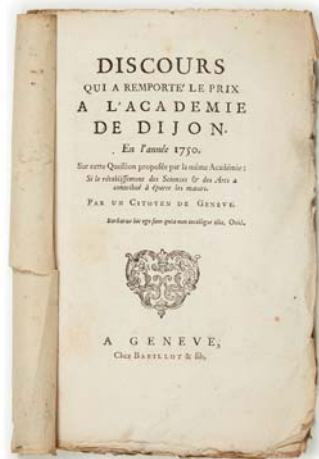 DISCOURS
QUI A REMPORTE' LE PRIX
A L'ACADEMIE
DE DIJON.
En l'année 1750.
Sur cette Question proposée par la même Académie:
Si le rétablissement des Sciences & des Arts a
contribué à épurer les mœurs.
PAR UN CITOYEN DE GENEVE.
Barbarus hic ego sum quia non intelligor illis. Ovid.
A GENEVE,
Chez BARILLOT & fils,